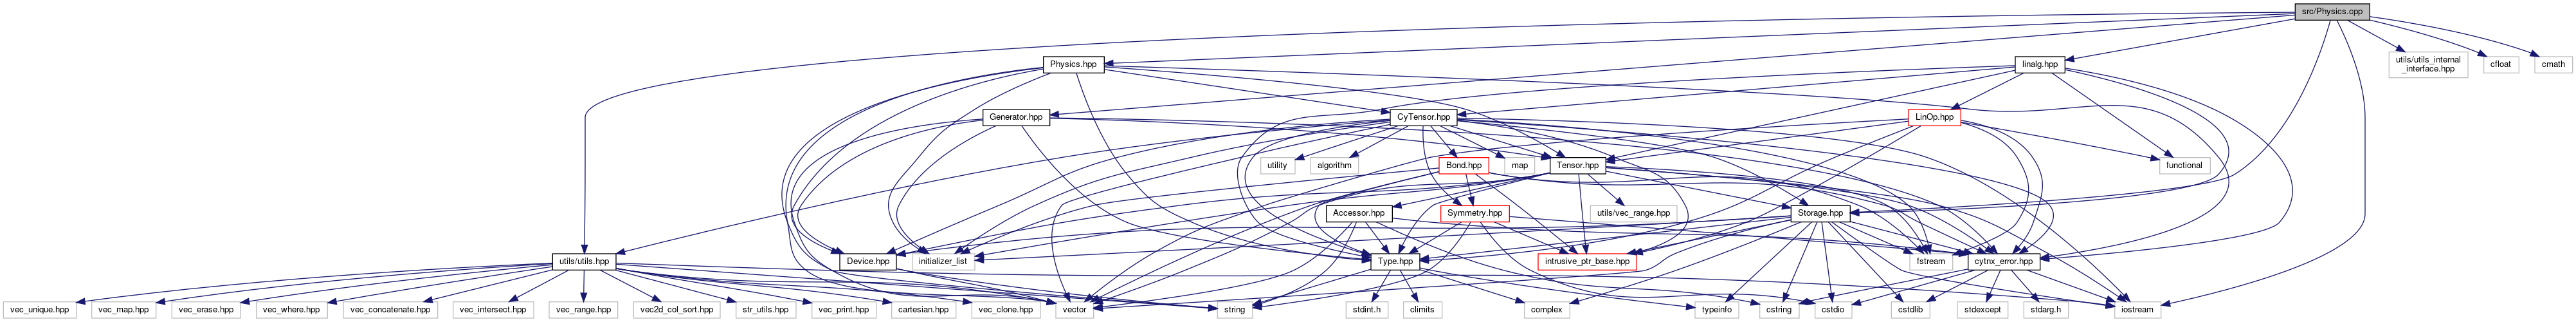 src/Physics.cpp
Physics.hpp
linalg.hpp
utils/utils_internal
_interface.hpp
cfloat
cmath
Generator.hpp
CyTensor.hpp
LinOp.hpp
utility
algorithm
Bond.hpp
map
Tensor.hpp
functional
Accessor.hpp
Symmetry.hpp
utils/vec_range.hpp
Storage.hpp
utils/utils.hpp
Device.hpp
initializer_list
Type.hpp
intrusive_ptr_base.hpp
fstream
cytnx_error.hpp
vec_unique.hpp
vec_map.hpp
vec_erase.hpp
vec_where.hpp
vec_concatenate.hpp
vec_intersect.hpp
vec_range.hpp
vec2d_col_sort.hpp
str_utils.hpp
vec_print.hpp
cartesian.hpp
vec_clone.hpp
vector
string
stdint.h
climits
complex
typeinfo
cstring
cstdio
cstdlib
stdexcept
stdarg.h
iostream